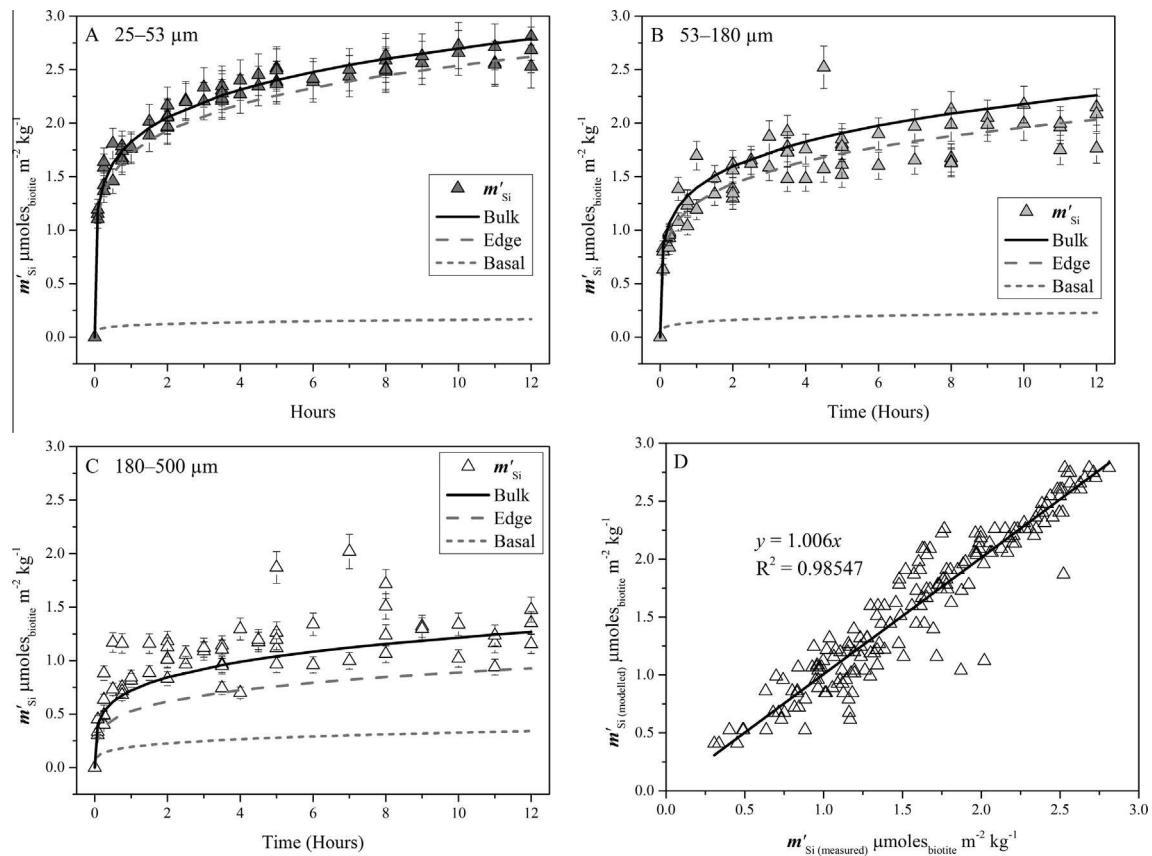 A 25–53 µm
m′Si µmolesbiotite m-2 kg-1
3.0
2.5
2.0
1.5
1.0
0.5
0.0
m′Si
Bulk
Edge
Basal
0 2 4 6 8 10 12
Hours
B 53–180 µm
m′Si µmolesbiotite m-2 kg-1
3.0
2.5
2.0
1.5
1.0
0.5
0.0
m′Si
Bulk
Edge
Basal
0 2 4 6 8 10 12
Time (Hours)
C 180–500 µm
m′Si µmolesbiotite m-2 kg-1
3.0
2.5
2.0
1.5
1.0
0.5
0.0
m′Si
Bulk
Edge
Basal
0 2 4 6 8 10 12
Time (Hours)
D
m′Si (modelled) µmolesbiotite m-2 kg-1
3.0
2.5
2.0
1.5
1.0
0.5
0.0
y = 1.006x
R2 = 0.98547
0.0 0.5 1.0 1.5 2.0 2.5 3.0
m′Si (measured) µmolesbiotite m-2 kg-1